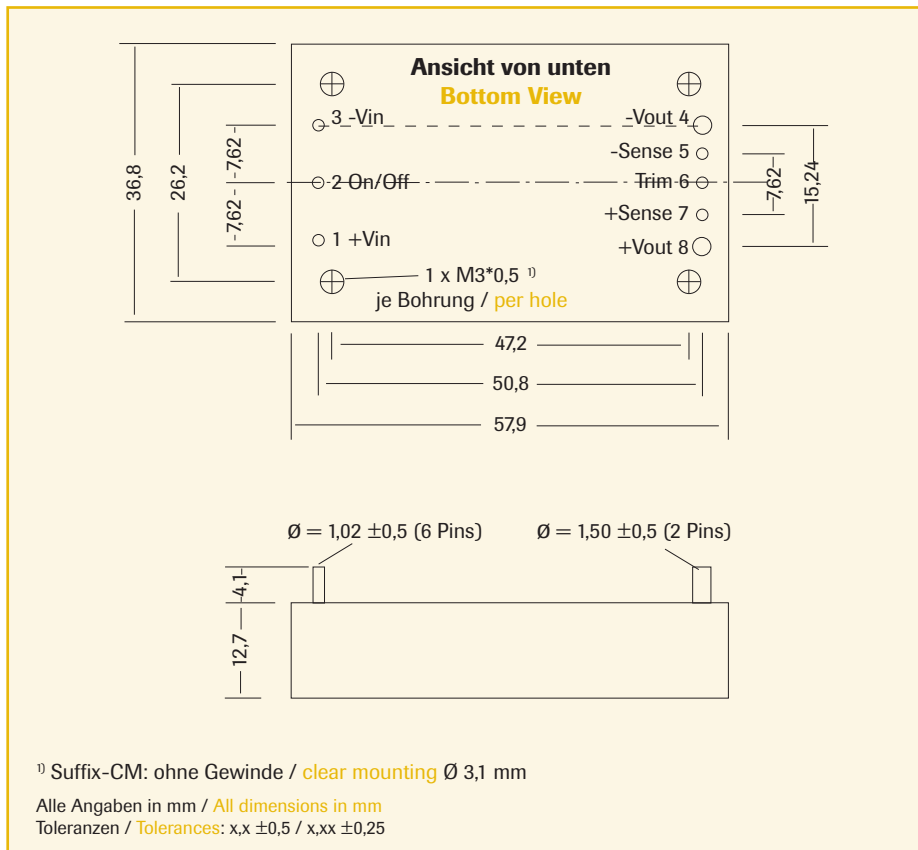 Ansicht von unten
Bottom View
3 -Vin
-Vout 4
-Sense 5
2 On/Off
Trim 6
+Sense 7
1 +Vin
+Vout 8
1 x M3*0,5 ¹⁾
je Bohrung / per hole
36,8
26,2
7,62
7,62
7,62
15,24
47,2
50,8
57,9
Ø = 1,02 ±0,5 (6 Pins)
Ø = 1,50 ±0,5 (2 Pins)
4,1
12,7
¹⁾ Suffix-CM: ohne Gewinde / clear mounting Ø 3,1 mm
Alle Angaben in mm / All dimensions in mm
Toleranzen / Tolerances: x,x ±0,5 / x,xx ±0,25